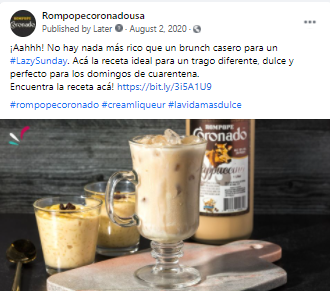 Rompopecoronadousa
Published by Later · August 2, 2020 ·
¡Aahhh! No hay nada más rico que un brunch casero para un
#LazySunday. Acá la receta ideal para un trago diferente, dulce y
perfecto para los domingos de cuarentena.
Encuentra la receta acá! https://bit.ly/3i5A1U9
#rompopecoronado #creamliqueur #lavidamasdulce
ROMPOPE
Coronado